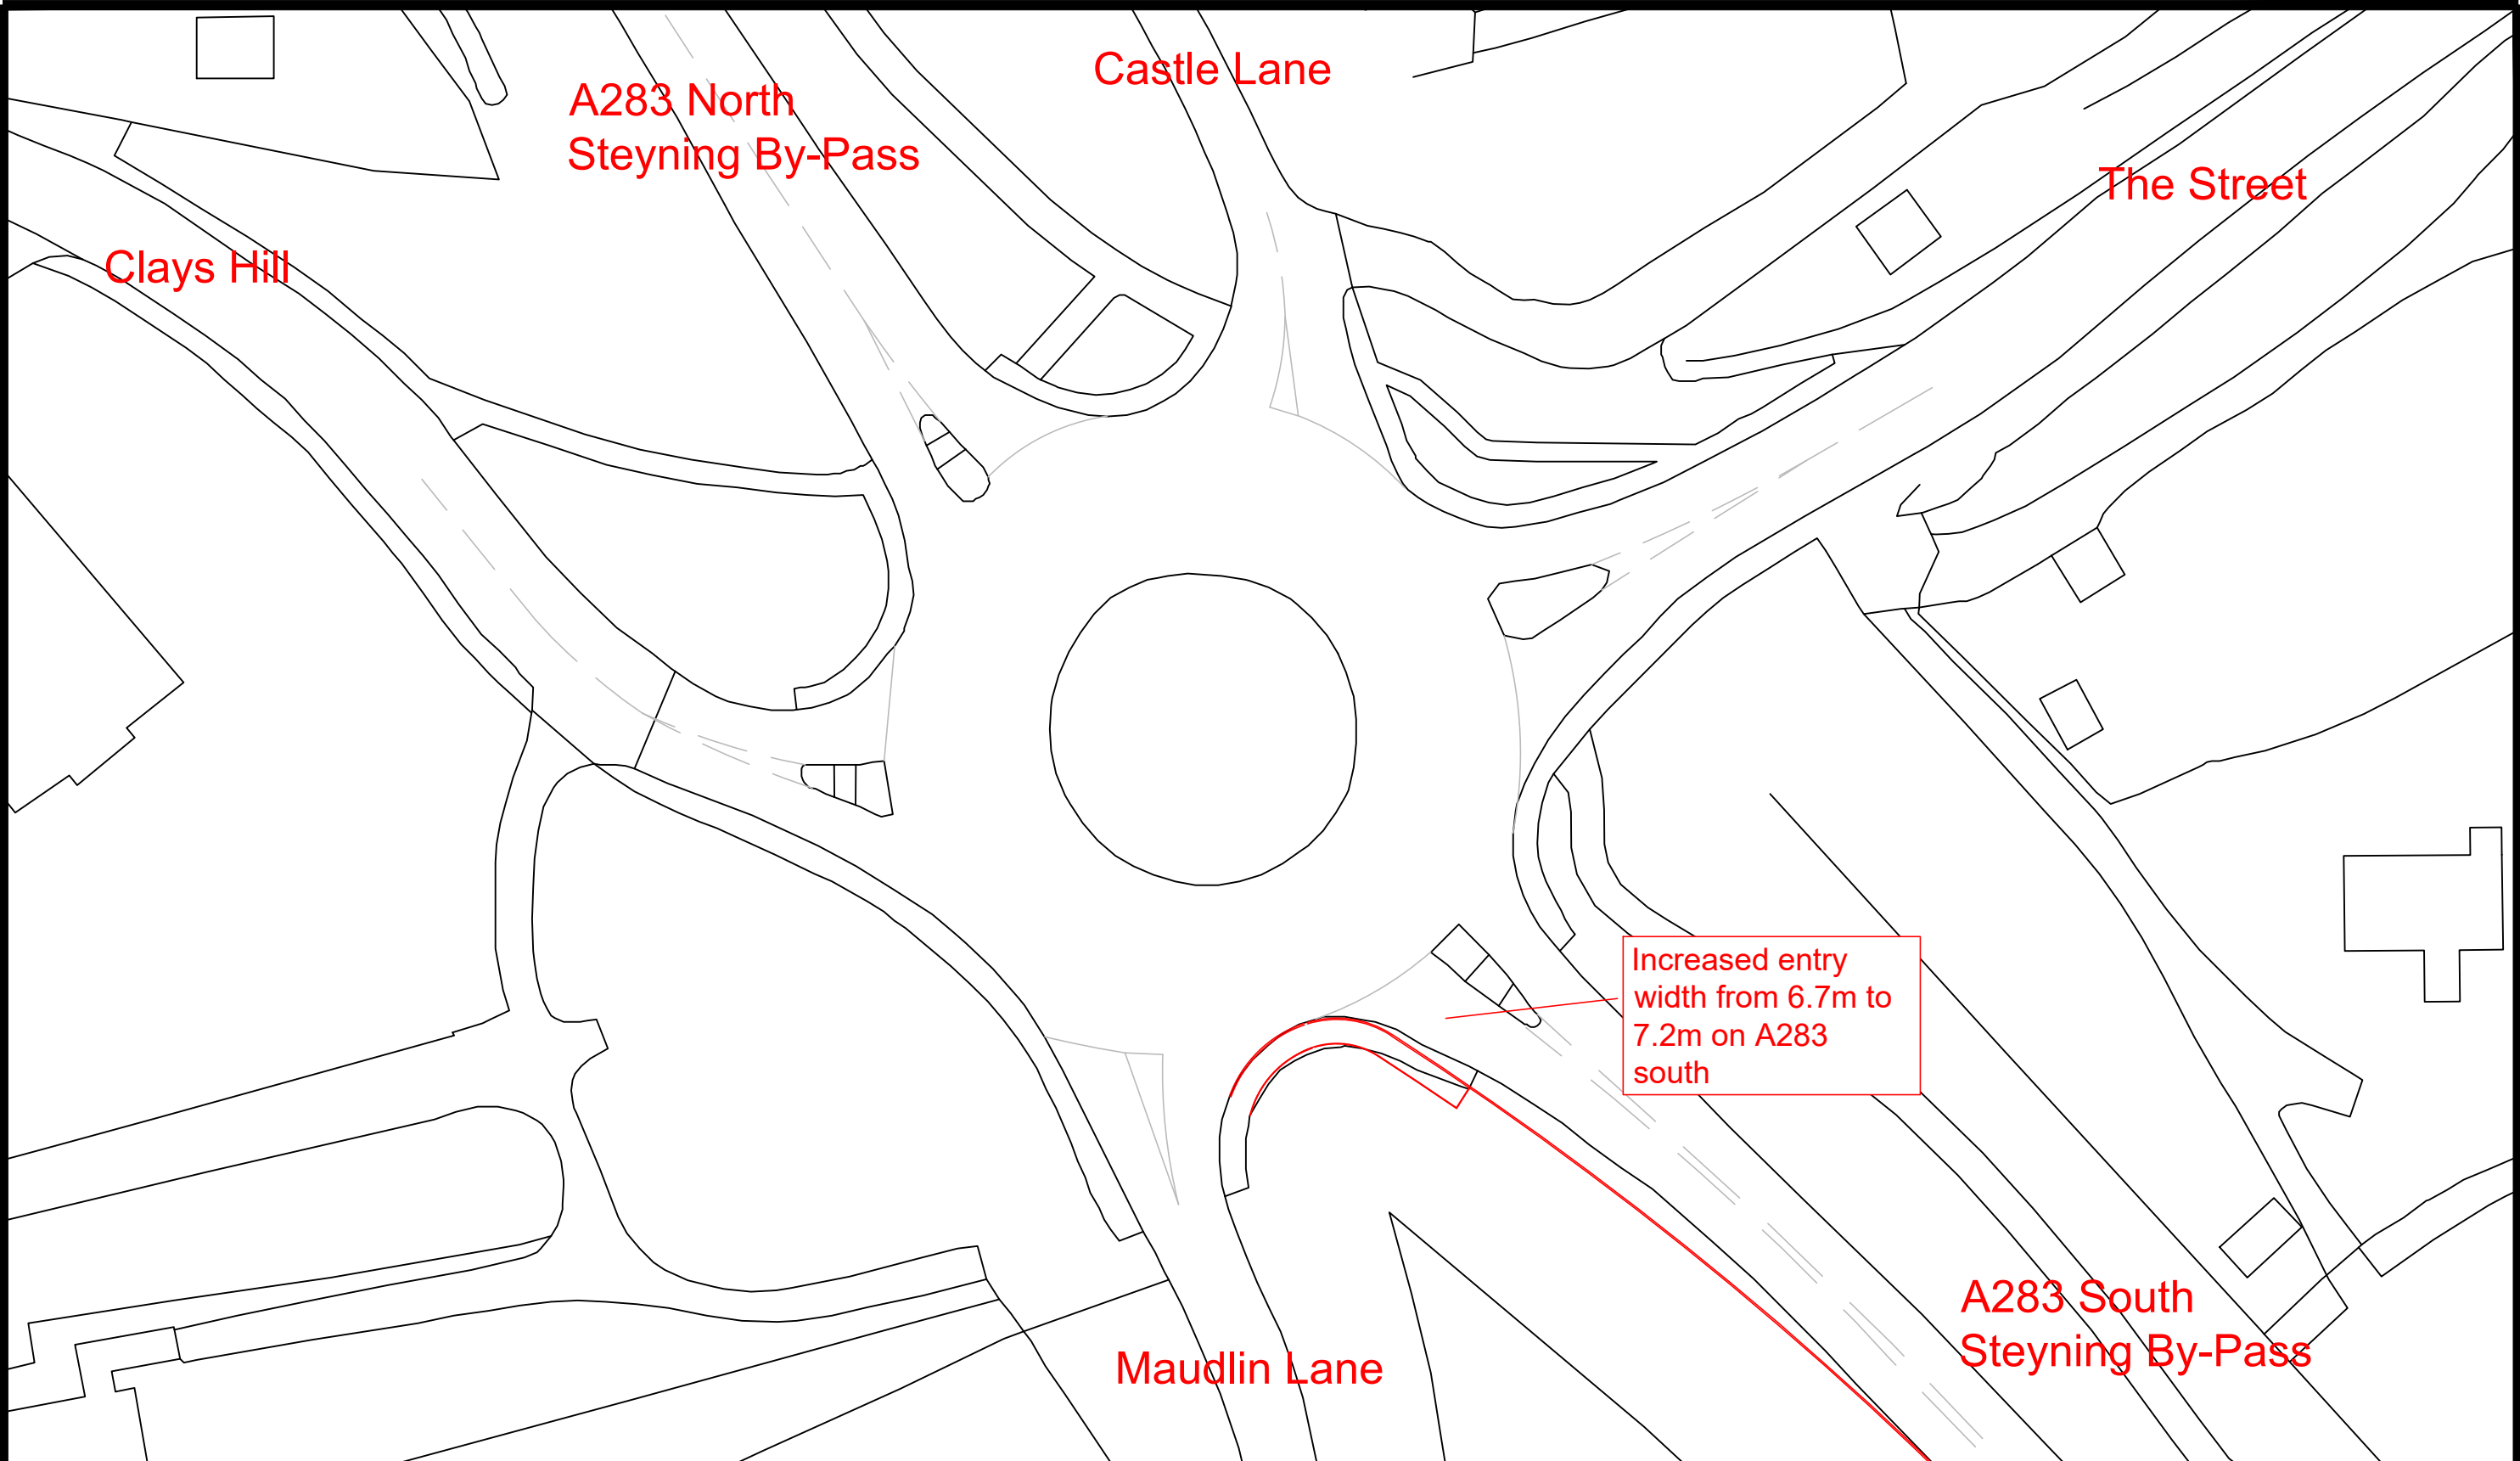 Castle Lane
A283 North
Steyning By-Pass
The Street
Clays Hill
Increased entry
width from 6.7m to
7.2m on A283
south
A283 South
Steyning By-Pass
Maudlin Lane